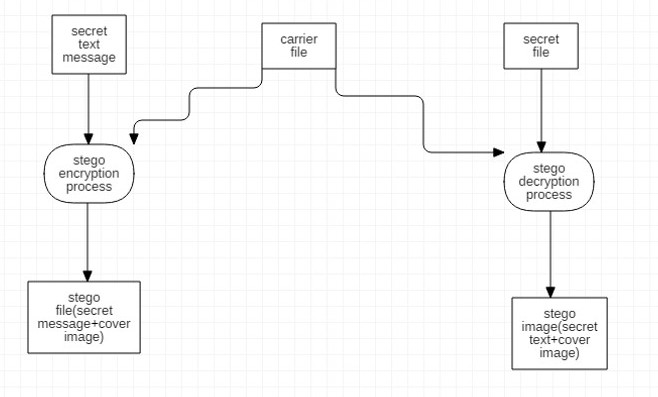 secret
text
message
carrier
file
secret
file
stego
encryption
process
stego
decryption
process
stego
file(secret
message+cover
image)
stego
image(secret
text+cover
image)